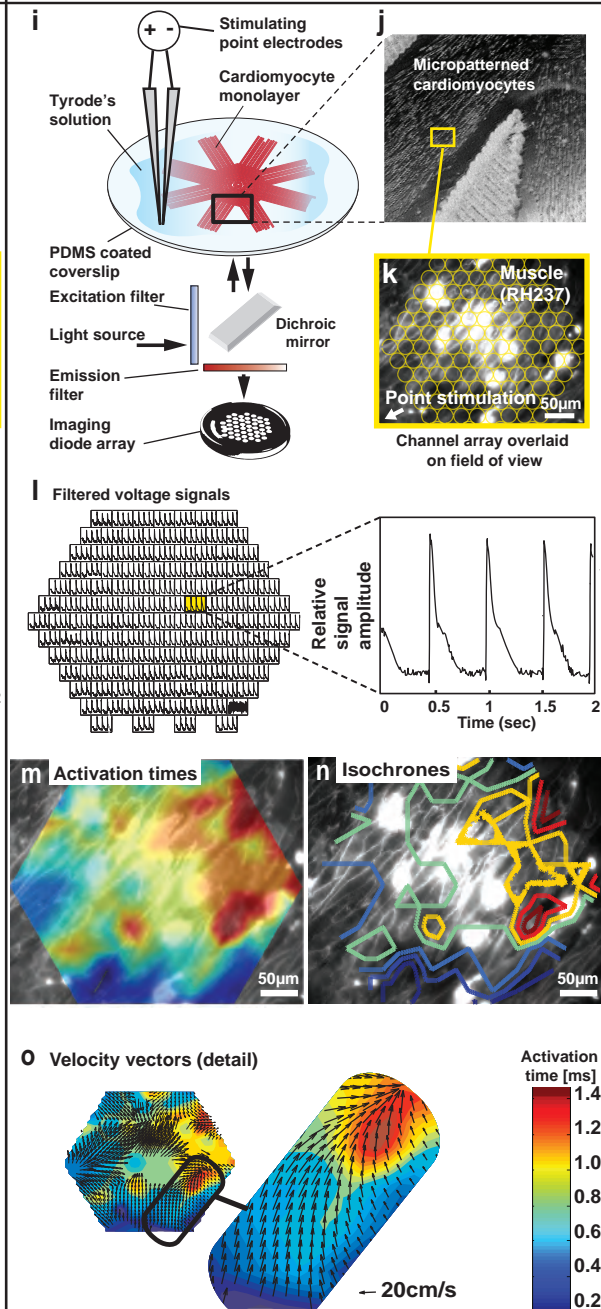 i
+ -
Stimulating
point electrodes
Cardiomyocyte
monolayer
Tyrode's
solution
PDMS coated
coverslip
Excitation filter
Light source
Emission
filter
Imaging
diode array
Dichroic
mirror
j
Micropatterned
cardiomyocytes
k
Muscle
(RH237)
Point stimulation
50µm
Channel array overlaid
on field of view
l Filtered voltage signals
Relative
signal
amplitude
0 0.5 1 1.5 2
Time (sec)
m Activation times
50µm
n Isochrones
50µm
o Velocity vectors (detail)
20cm/s
Activation
time [ms]
1.4
1.2
1.0
0.8
0.6
0.4
0.2